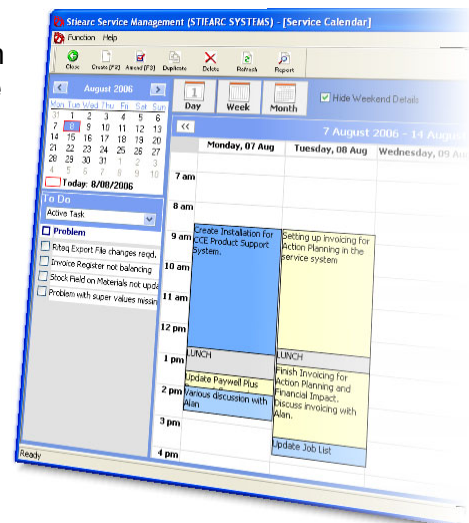 Stiearc Service Management (STIEARC SYSTEMS) - [Service Calendar]
Function Help
Close Create [F2] Amend [F3] Duplicate Delete Refresh Report
August 2006
Mon Tue Wed Thu Fri Sat Sun
31 1 2 3 4 5 6
7 8 9 10 11 12 13
14 15 16 17 18 19 20
21 22 23 24 25 26 27
28 29 30 31 1 2 3
4 5 6 7 8 9 10
Today: 8/08/2006
To Do
Active Task
Problem
Riteq Export File changes reqd.
Invoice Register not balancing
Stock Field on Materials not upda
Problem with super values missin
1
Day Week Month
Hide Weekend Details
<<
7 August 2006 - 14 August
Monday, 07 Aug Tuesday, 08 Aug Wednesday, 09 Au
7 am
8 am
9 am
10 am
11 am
12 pm
1 pm
2 pm
3 pm
4 pm
Create Installation for
CCE Product Support
System.
LUNCH
Update Paywell Plus
Various discussion with
Alan
Setting up invoicing for
Action Planning in the
service system
LUNCH
Finish Invoicing for
Action Planning and
Financial Impact.
Discuss invoicing with
Alan.
Update Job List
Ready